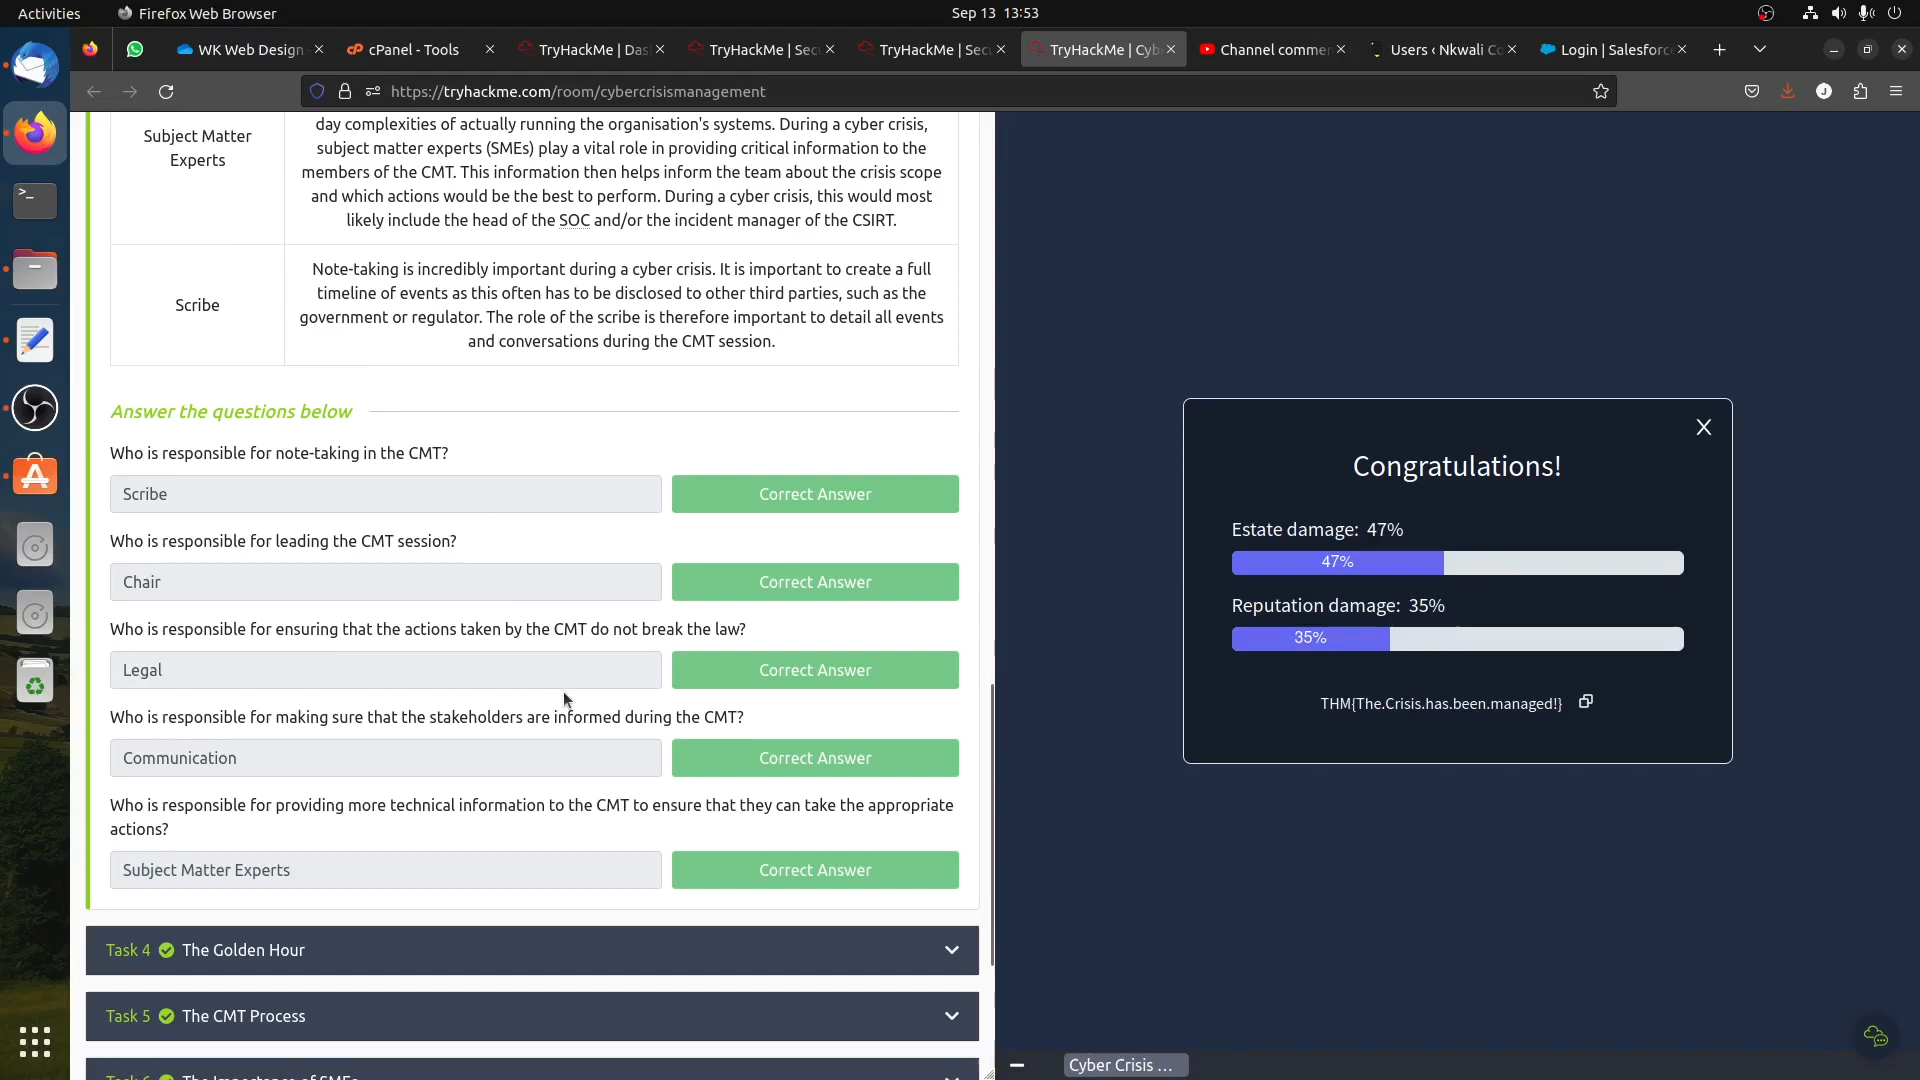 Activities
Firefox Web Browser
Sep 13 13:53
WK Web Design
cPanel - Tools
TryHackMe | Das
TryHackMe | Secu
TryHackMe | Secu
TryHackMe | Cybe
Channel commen
Users ‹ Nkwali Co
Login | Salesforce
https://tryhackme.com/room/cybercrisismanagement
J
Subject Matter
Experts
day complexities of actually running the organisation's systems. During a cyber crisis,
subject matter experts (SMEs) play a vital role in providing critical information to the
members of the CMT. This information then helps inform the team about the crisis scope
and which actions would be the best to perform. During a cyber crisis, this would most
likely include the head of the SOC and/or the incident manager of the CSIRT.
Scribe
Note-taking is incredibly important during a cyber crisis. It is important to create a full
timeline of events as this often has to be disclosed to other third parties, such as the
government or regulator. The role of the scribe is therefore important to detail all events
and conversations during the CMT session.
Answer the questions below
Who is responsible for note-taking in the CMT?
Scribe
Correct Answer
Who is responsible for leading the CMT session?
Chair
Correct Answer
Who is responsible for ensuring that the actions taken by the CMT do not break the law?
Legal
Correct Answer
Who is responsible for making sure that the stakeholders are informed during the CMT?
Communication
Correct Answer
Who is responsible for providing more technical information to the CMT to ensure that they can take the appropriate
actions?
Subject Matter Experts
Correct Answer
Task 4
The Golden Hour
Task 5
The CMT Process
Task 6
The Importance of SMEs
Congratulations!
Estate damage: 47%
47%
Reputation damage: 35%
35%
THM{The.Crisis.has.been.managed!}
Cyber Crisis ...